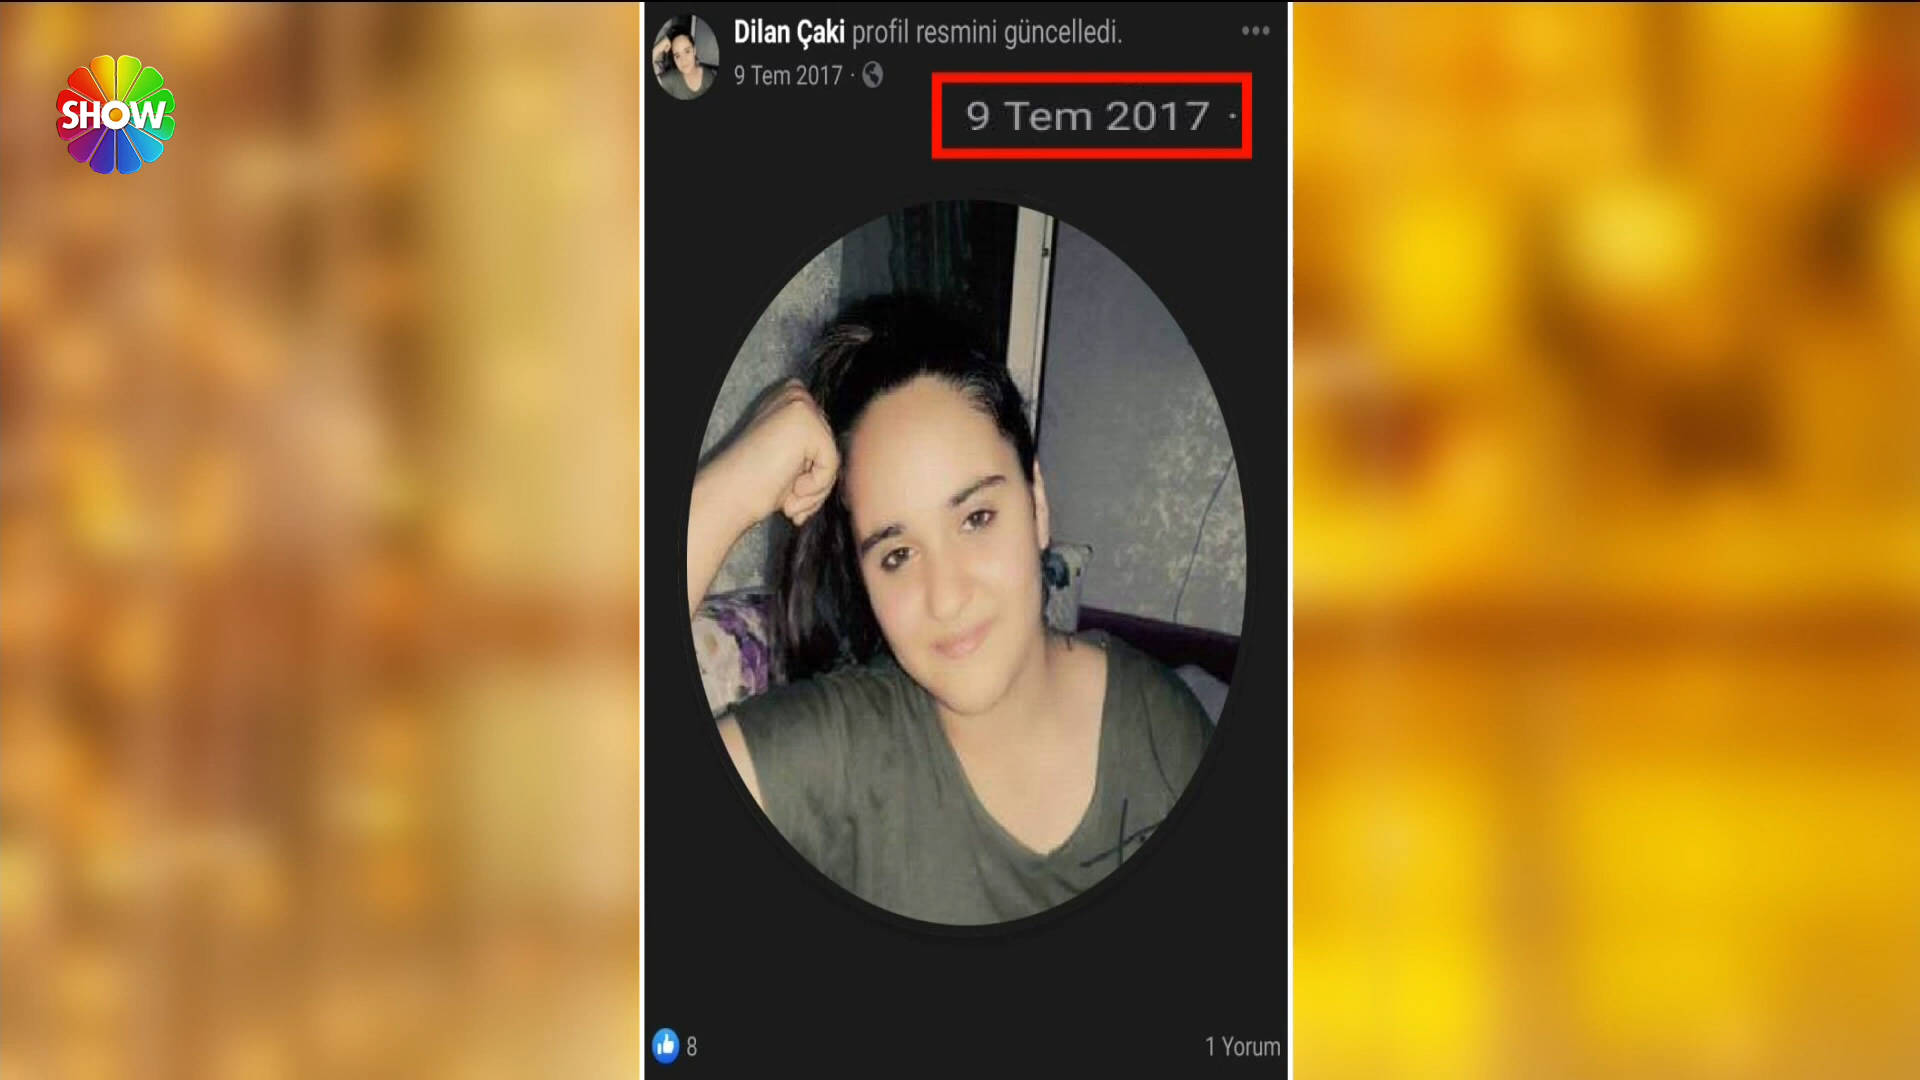 SHOW
Dilan Çaki profil resmini güncelledi.
9 Tem 2017 ·
9 Tem 2017 ·
8
1 Yorum